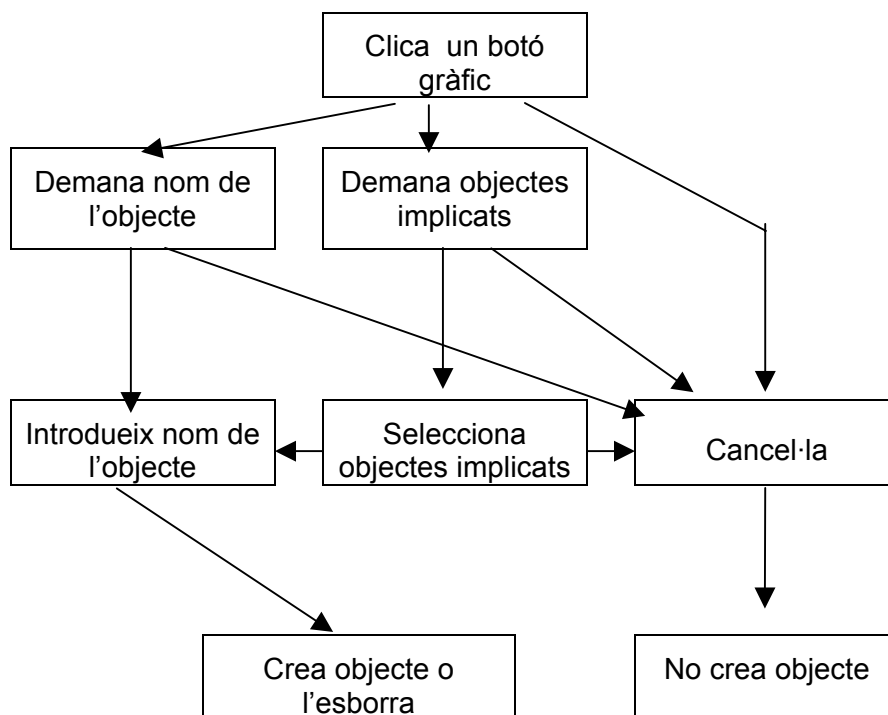 Clica un botó
gràfic
Demana nom de
l’objecte
Demana objectes
implicats
Introdueix nom de
l’objecte
Selecciona
objectes implicats
Cancel·la
Crea objecte o
l’esborra
No crea objecte